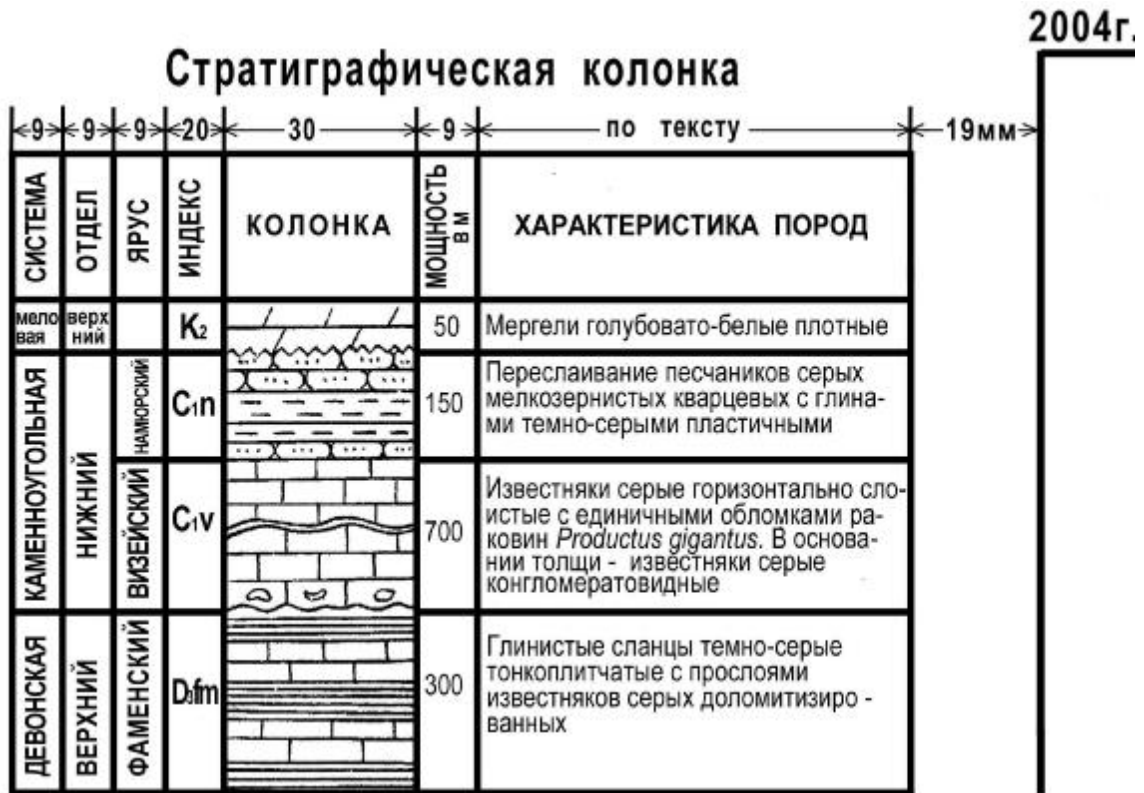 2004г.
Стратиграфическая колонка
9 9 9 20 30 9 по тексту 19мм
СИСТЕМА ОТДЕЛ ЯРУС ИНДЕКС КОЛОНКА МОЩНОСТЬ В М ХАРАКТЕРИСТИКА ПОРОД
мело
вая
верх
ний
K₂
50
Мергели голубовато-белые плотные
КАМЕННОУГОЛЬНАЯ
НИЖНИЙ
НАМЮРСКИЙ
C₁n
150
Переслаивание песчаников серых
мелкозернистых кварцевых с глина-
ми темно-серыми пластичными
ВИЗЕЙСКИЙ
C₁v
700
Известняки серые горизонтально сло-
истые с единичными обломками ра-
ковин Productus gigantus. В основа-
нии толщи - известняки серые
конгломератовидные
ДЕВОНСКАЯ
ВЕРХНИЙ
ФАМЕНСКИЙ
D₃fm
300
Глинистые сланцы темно-серые
тонкоплитчатые с прослоями
известняков серых доломитизиро -
ванных